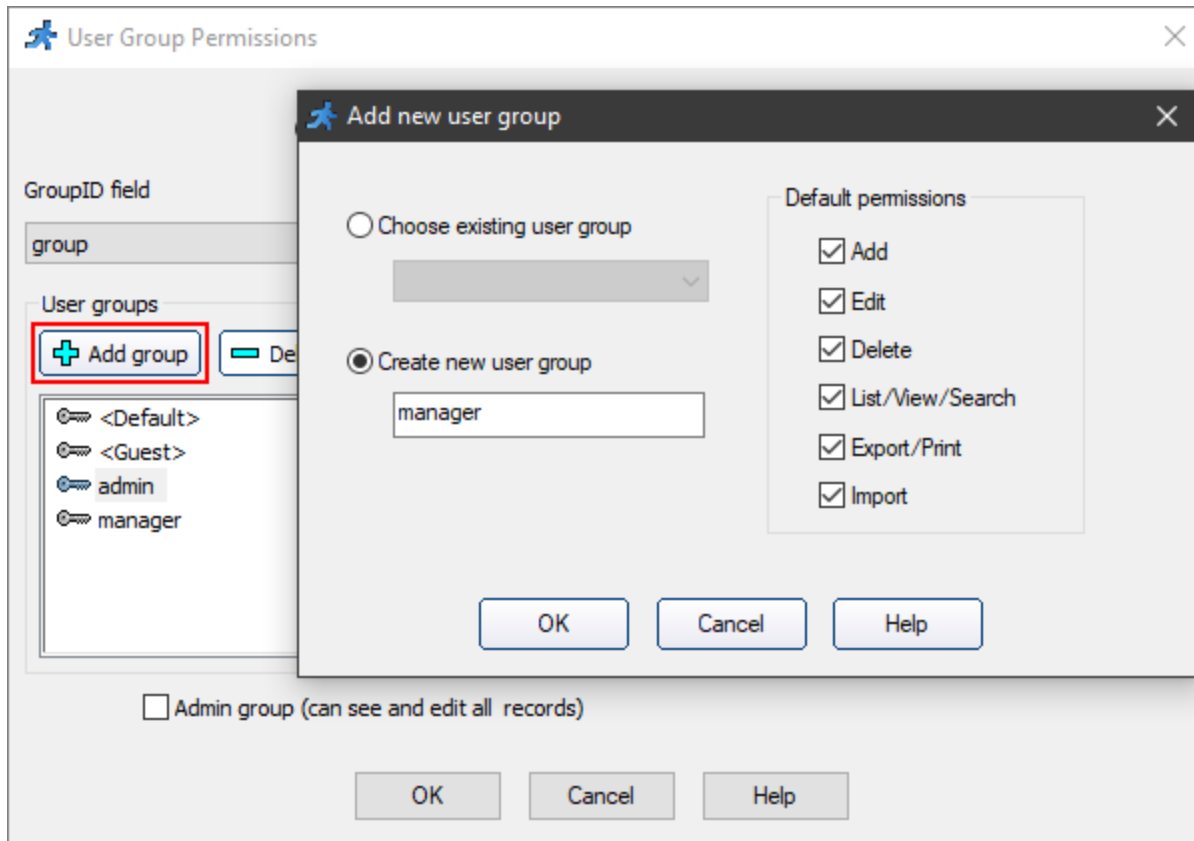 User Group Permissions
Add new user group
GroupID field
group
User groups
Add group
<Default>
<Guest>
admin
manager
Choose existing user group
Create new user group
manager
Default permissions
Add
Edit
Delete
List/View/Search
Export/Print
Import
OK Cancel Help
Admin group (can see and edit all records)
OK Cancel Help